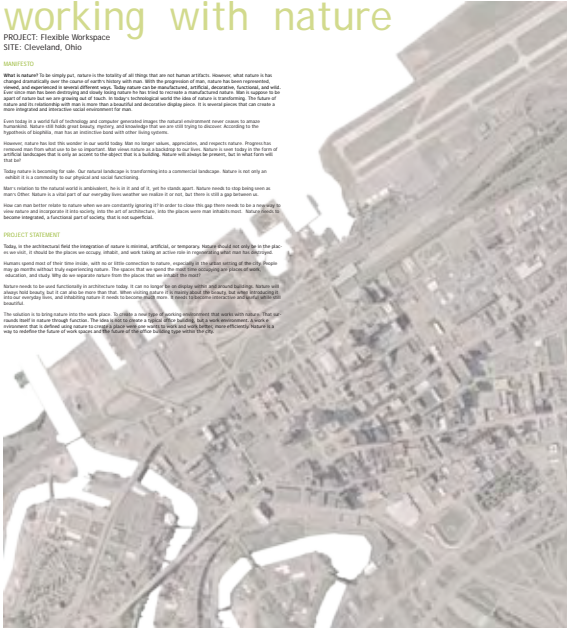 working with nature
PROJECT: Flexible Workspace
SITE: Cleveland, Ohio
MANIFESTO
What is nature? To be simply put, nature is the totality of all things that are not human artifacts. However, what nature is has
changed dramatically over the course of earth's history with man. With the progression of man, nature has been represented,
viewed, and experienced in several different ways. Today nature can be manufactured, artificial, decorative, functional, and wild.
Ever since man has been destroying and slowly losing nature he has tried to recreate a manufactured nature. Man is suppose to be
apart of nature but we are growing out of touch. In today's technological world the idea of nature is transforming. The future of
nature and its relationship with man is more than a beautiful and decorative display piece. It is several pieces that can create a
more integrated and interactive social environment for man.
Even today in a world full of technology and computer generated images the natural environment never ceases to amaze
humankind. Nature still holds great beauty, mystery, and knowledge that we are still trying to discover. According to the
hypothesis of biophilia, man has an instinctive bond with other living systems.
However, nature has lost this wonder in our world today. Man no longer values, appreciates, and respects nature. Progress has
removed man from what use to be so important. Man views nature as a backdrop to our lives. Nature is seen today in the form of
artificial landscapes that is only an accent to the object that is a building. Nature will always be present, but in what form will
that be?
Today nature is becoming for sale. Our natural landscape is transforming into a commercial landscape. Nature is not only an
exhibit it is a commodity to our physical and social functioning.
Man's relation to the natural world is ambivalent, he is in it and of it, yet he stands apart. Nature needs to stop being seen as
man's Other. Nature is a vital part of our everyday lives weather we realize it or not, but there is still a gap between us.
How can man better relate to nature when we are constantly ignoring it? In order to close this gap there needs to be a new way to
view nature and incorporate it into society, into the art of architecture, into the places were man inhabits most. Nature needs to
become integrated, a functional part of society, that is not superficial.
PROJECT STATEMENT
Today, in the architectural field the integration of nature is minimal, artificial, or temporary. Nature should not only be in the plac-
es we visit, it should be the places we occupy, inhabit, and work taking an active role in regenerating what man has destroyed.
Humans spend most of their time inside, with no or little connection to nature, especially in the urban setting of the city. People
may go months without truly experiencing nature. The spaces that we spend the most time occupying are places of work,
education, and study. Why do we separate nature from the places that we inhabit the most?
Nature needs to be used functionally in architecture today. It can no longer be on display within and around buildings. Nature will
always hold beauty, but it can also be more than that. When visiting nature it is mainly about the beauty, but when introducing it
into our everyday lives, and inhabiting nature it needs to become much more. It needs to become interactive and useful while still
beautiful.
The solution is to bring nature into the work place. To create a new type of working environment that works with nature. That sur-
rounds itself in nature through function. The idea is not to create a typical office building, but a work environment, a work e
nvironment that is defined using nature to create a place were one wants to work and work better, more efficiently. Nature is a
way to redefine the future of work spaces and the future of the office building type within the city.